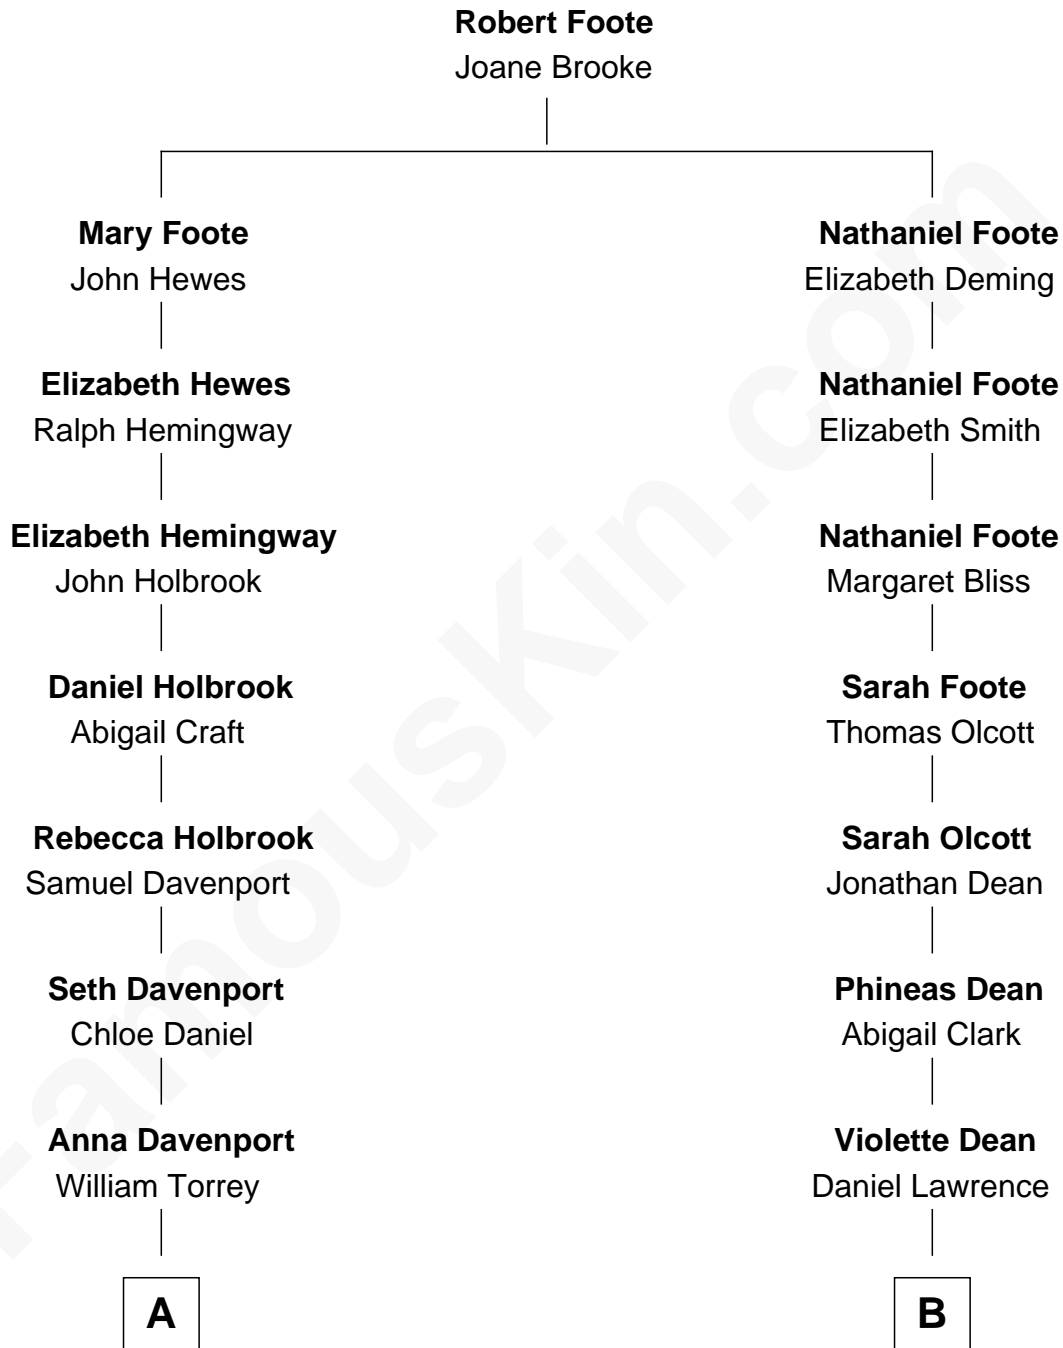 Robert Foote
Joane Brooke
Mary Foote
John Hewes
Nathaniel Foote
Elizabeth Deming
Elizabeth Hewes
Ralph Hemingway
Nathaniel Foote
Elizabeth Smith
Elizabeth Hemingway
John Holbrook
Nathaniel Foote
Margaret Bliss
Daniel Holbrook
Abigail Craft
Sarah Foote
Thomas Olcott
Rebecca Holbrook
Samuel Davenport
Sarah Olcott
Jonathan Dean
Seth Davenport
Chloe Daniel
Phineas Dean
Abigail Clark
Anna Davenport
William Torrey
Violette Dean
Daniel Lawrence
A
B
FamousKin.com